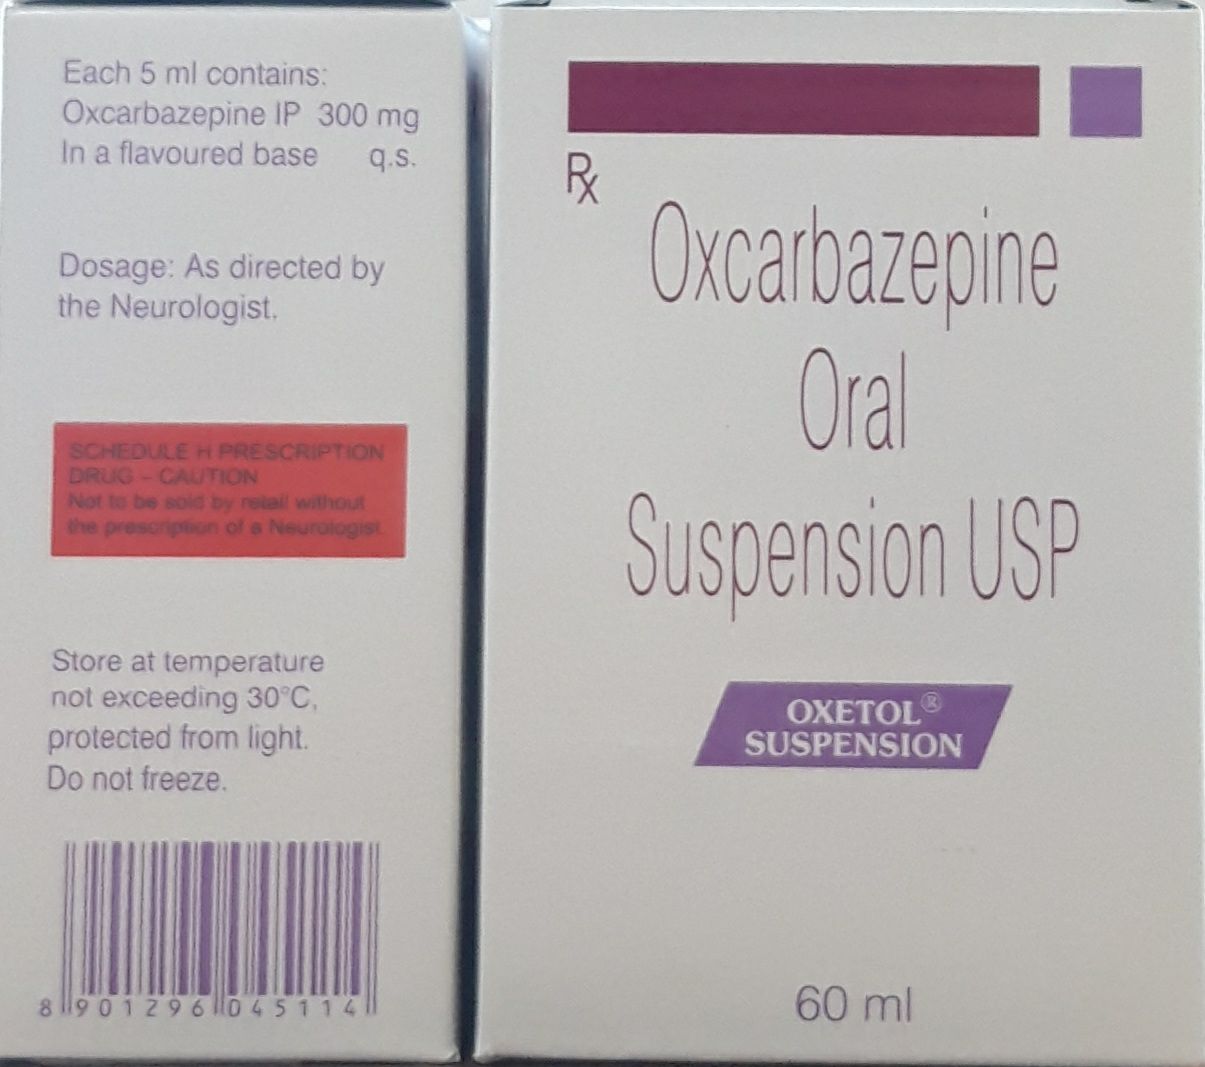 Each 5 ml contains:
Oxcarbazepine IP 300 mg
In a flavoured base q.s.
Dosage: As directed by
the Neurologist.
SCHEDULE H PRESCRIPTION
DRUG – CAUTION
Not to be sold by retail without
the prescription of a Neurologist.
Store at temperature
not exceeding 30°C,
protected from light.
Do not freeze.
8 901296 045114
Rx
Oxcarbazepine
Oral
Suspension USP
OXETOL®
SUSPENSION
60 ml